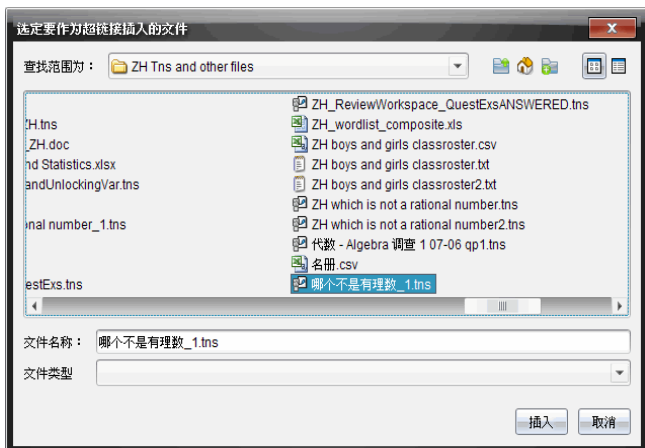 选定要作为超链接插入的文件
查找范围为：
ZH Tns and other files
ZH.tns
_ZH.doc
nd Statistics.xlsx
andUnlockingVar.tns
onal number_1.tns
estExs.tns
ZH_ReviewWorkspace_QuestExsANSWERED.tns
ZH_wordlist_composite.xls
ZH boys and girls classroster.csv
ZH boys and girls classroster.txt
ZH boys and girls classroster2.txt
ZH which is not a rational number.tns
ZH which is not a rational number2.tns
代数 - Algebra 调查 1 07-06 qp1.tns
名册.csv
哪个不是有理数_1.tns
文件名称：
哪个不是有理数_1.tns
文件类型
插入
取消